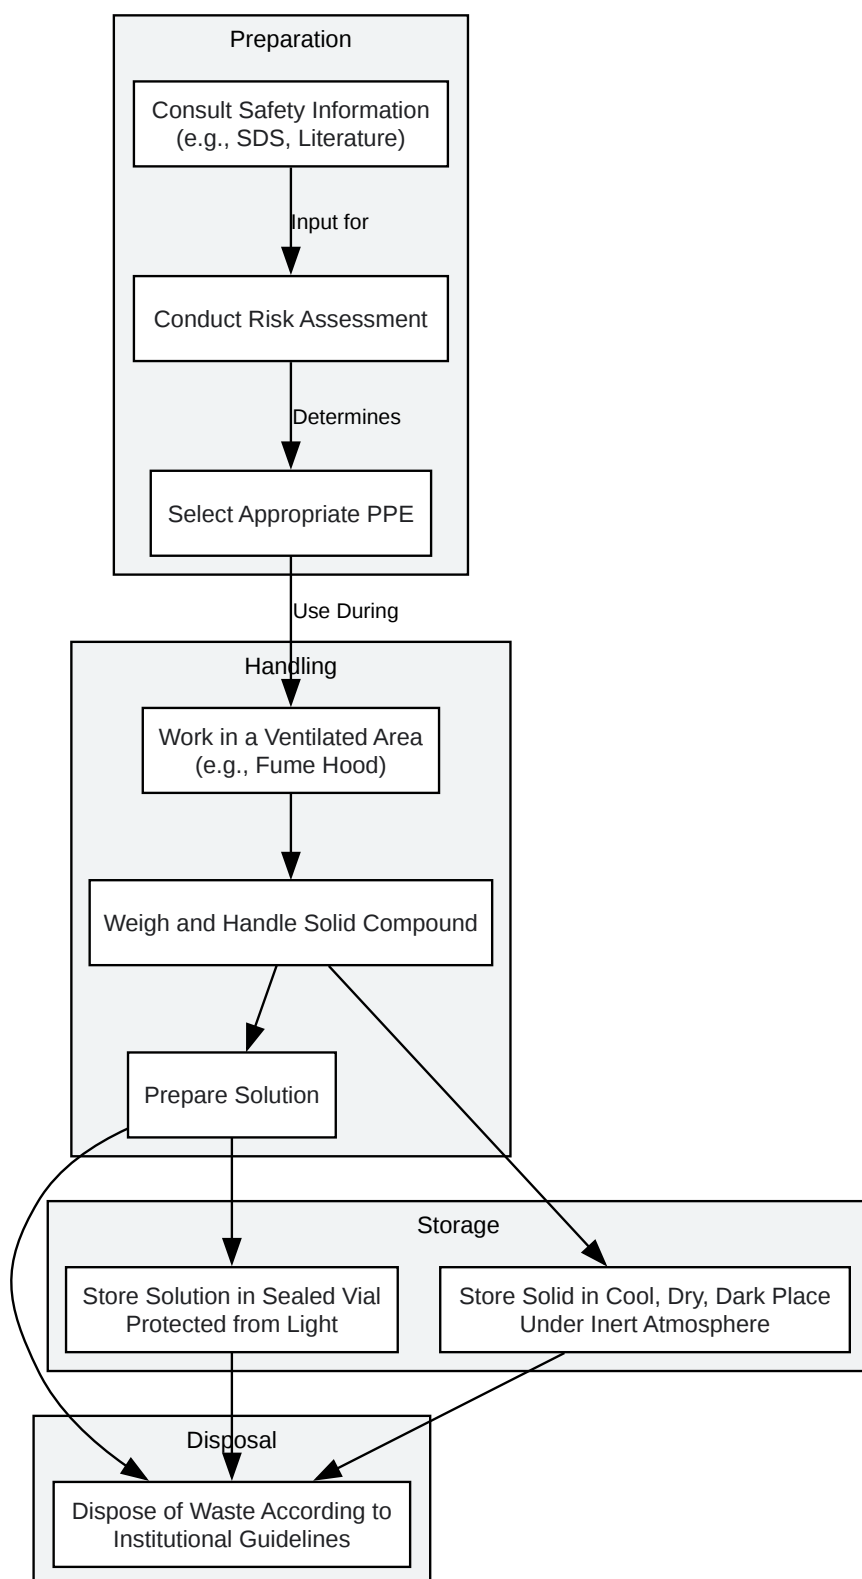 Preparation
Consult Safety Information
(e.g., SDS, Literature)
Input for
Conduct Risk Assessment
Determines
Select Appropriate PPE
Use During
Handling
Work in a Ventilated Area
(e.g., Fume Hood)
Weigh and Handle Solid Compound
Prepare Solution
Storage
Store Solution in Sealed Vial
Protected from Light
Store Solid in Cool, Dry, Dark Place
Under Inert Atmosphere
Disposal
Dispose of Waste According to
Institutional Guidelines